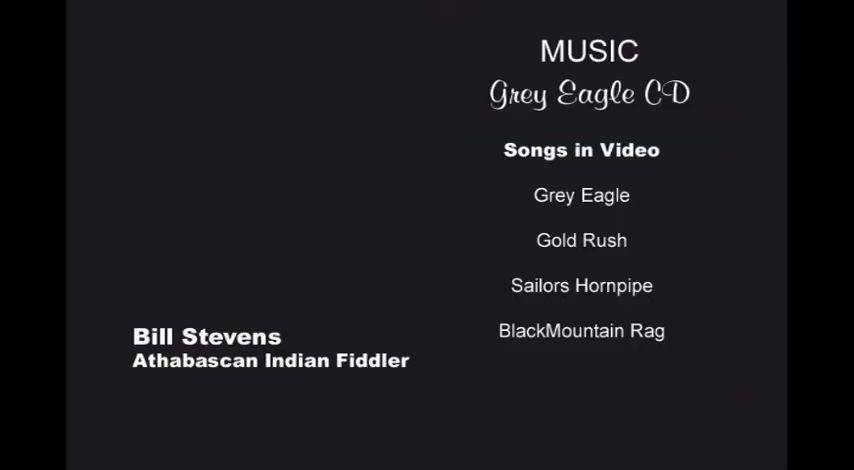 MUSIC
Grey Eagle CD
Songs in Video
Grey Eagle
Gold Rush
Sailors Hornpipe
BlackMountain Rag
Bill Stevens
Athabascan Indian Fiddler